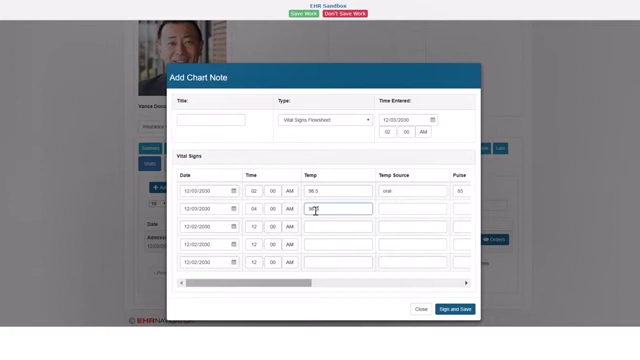 EHR Sandbox
Save Work Don't Save Work
Add Chart Note
Title: Type: Time Entered:
Vital Signs Flowsheet 12/03/2030
02 00 AM
Vital Signs
Date Time Temp Temp Source Pulse
12/03/2030 02 : 00 AM 98.5 oral 85
12/03/2030 04 : 00 AM
12/02/2030 12 : 00 AM
12/02/2030 12 : 00 AM
12/02/2030 12 : 00 AM
Close Sign and Save